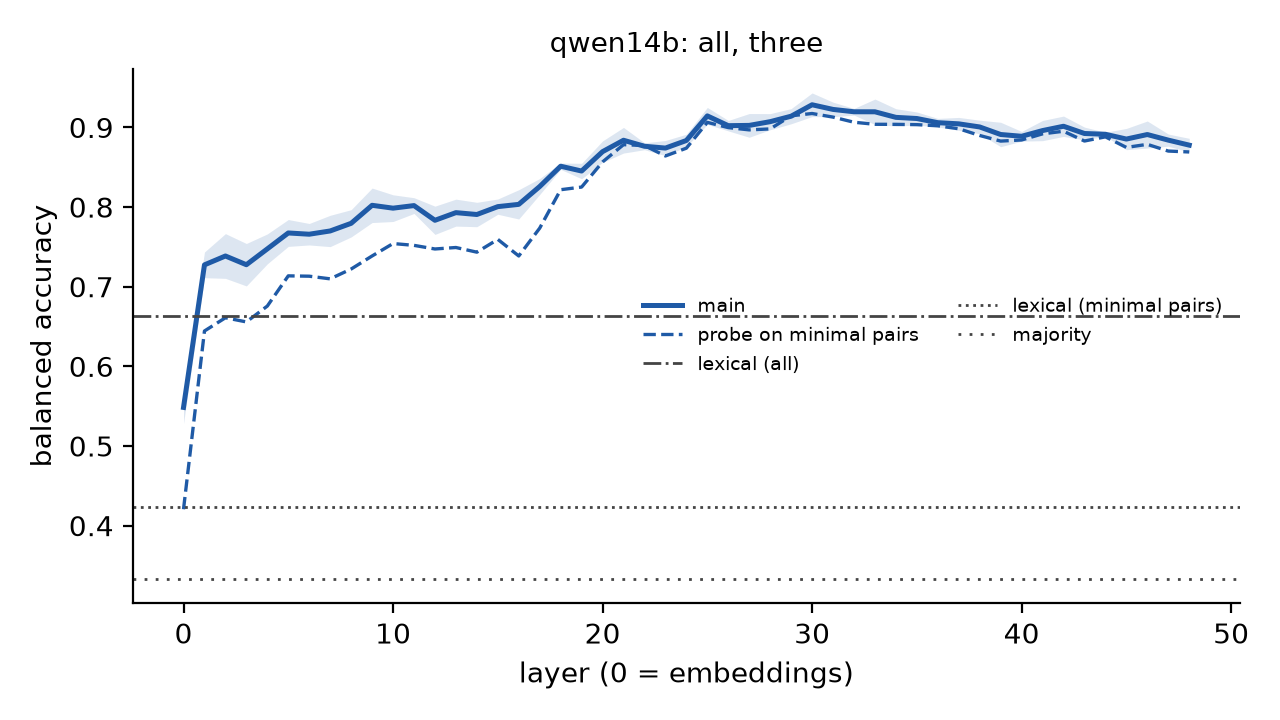 qwen14b: all, three
balanced accuracy
0.9
0.8
0.7
0.6
0.5
0.4
main
probe on minimal pairs
lexical (all)
lexical (minimal pairs)
majority
0 10 20 30 40 50
layer (0 = embeddings)